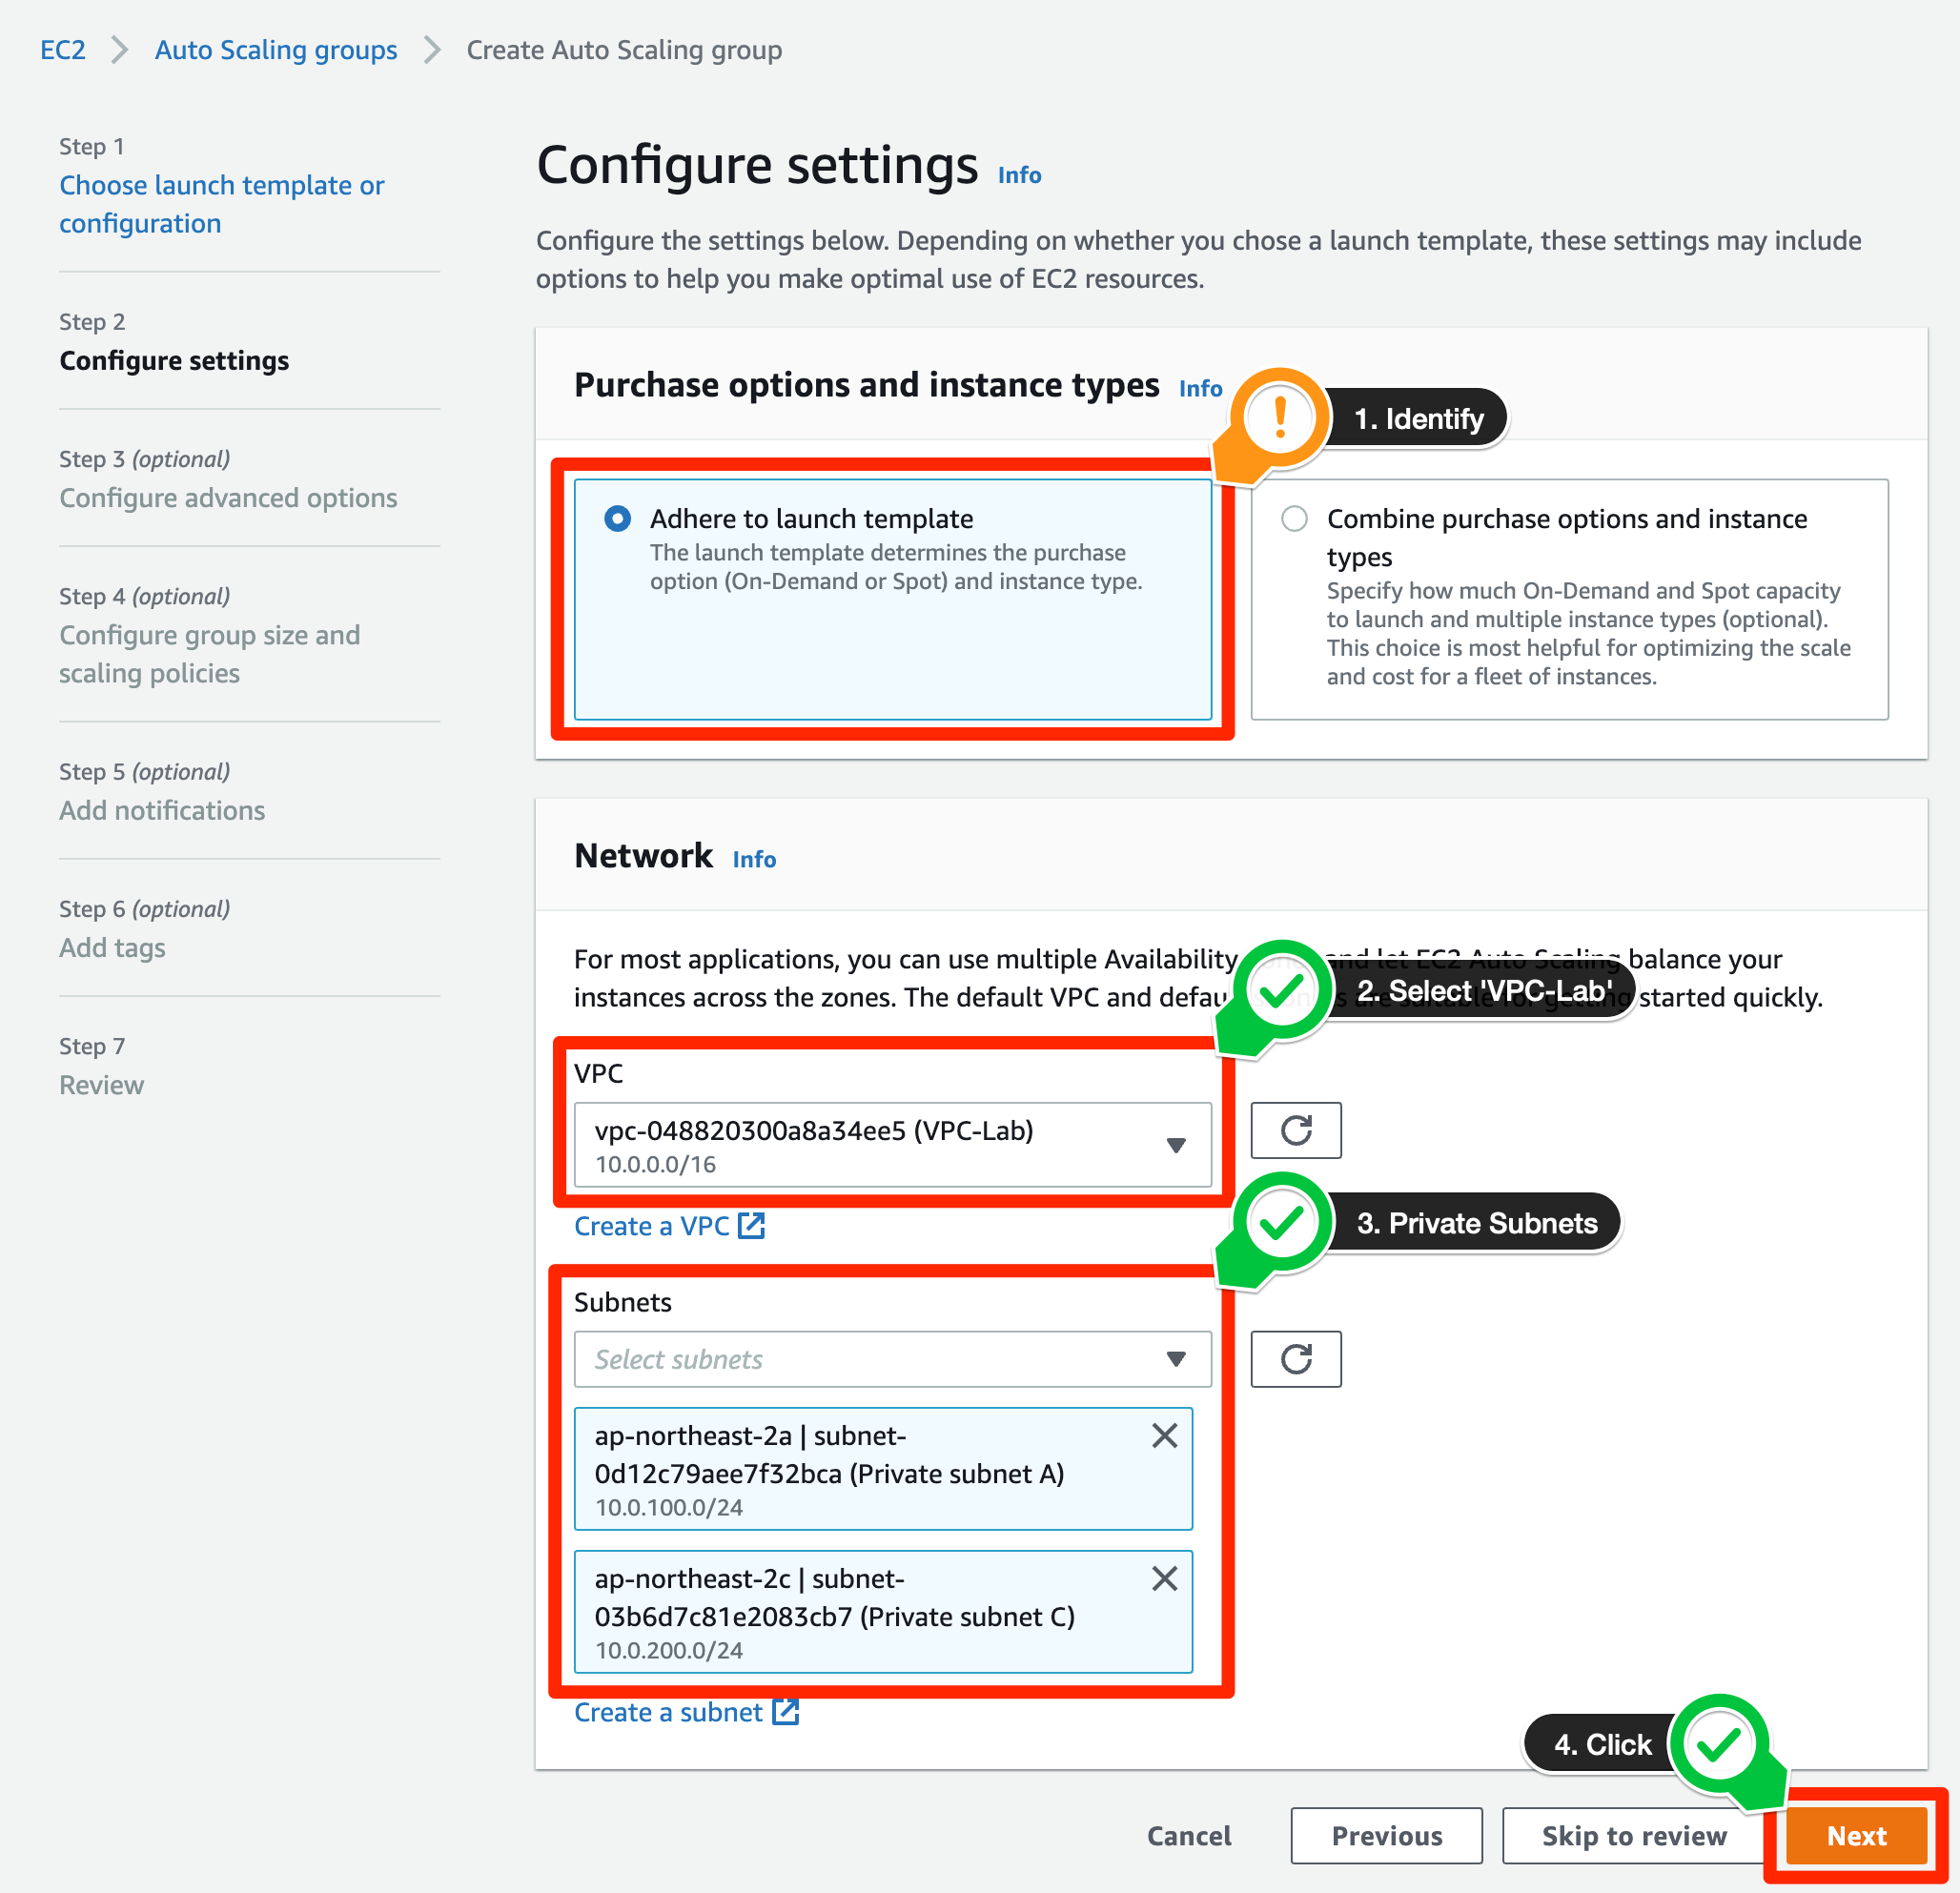 EC2 > Auto Scaling groups > Create Auto Scaling group
Step 1
Choose launch template or
configuration
Step 2
Configure settings
Step 3 (optional)
Configure advanced options
Step 4 (optional)
Configure group size and
scaling policies
Step 5 (optional)
Add notifications
Step 6 (optional)
Add tags
Step 7
Review
Configure settings Info
Configure the settings below. Depending on whether you chose a launch template, these settings may include
options to help you make optimal use of EC2 resources.
Purchase options and instance types Info
1. Identify
Adhere to launch template
The launch template determines the purchase
option (On-Demand or Spot) and instance type.
Combine purchase options and instance
types
Specify how much On-Demand and Spot capacity
to launch and multiple instance types (optional).
This choice is most helpful for optimizing the scale
and cost for a fleet of instances.
Network Info
For most applications, you can use multiple Availability and let EC2 Auto Scaling balance your
instances across the zones. The default VPC and are suitable for getting started quickly.
2. Select 'VPC-Lab'
VPC
vpc-048820300a8a34ee5 (VPC-Lab)
10.0.0.0/16
Create a VPC
3. Private Subnets
Subnets
Select subnets
ap-northeast-2a | subnet-
0d12c79aee7f32bca (Private subnet A)
10.0.100.0/24
ap-northeast-2c | subnet-
03b6d7c81e2083cb7 (Private subnet C)
10.0.200.0/24
Create a subnet
4. Click
Cancel
Previous
Skip to review
Next